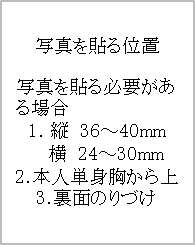 写真を貼る位置
写真を貼る必要があ
る場合
1. 縦 36〜40mm
横 24〜30mm
2.本人単身胸から上
3.裏面のりづけ